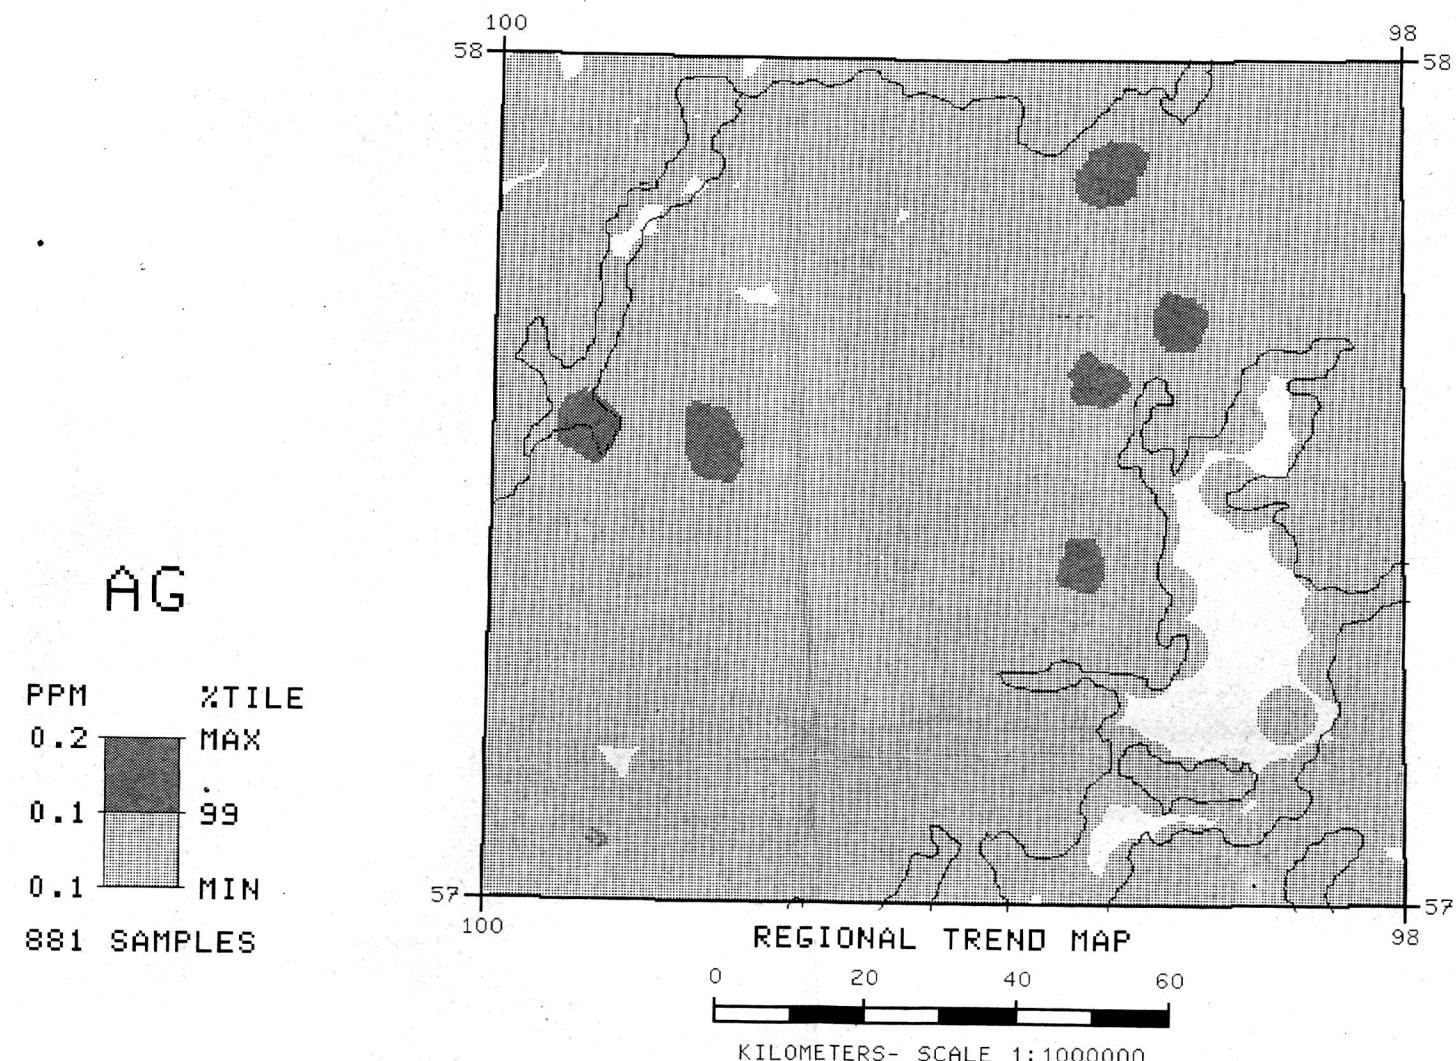 100
98
58
58
AG
PPM %TILE
0.2 MAX
0.1 99
0.1 MIN
881 SAMPLES
57
57
100
98
REGIONAL TREND MAP
0 20 40 60
KILOMETERS- SCALE 1:1000000